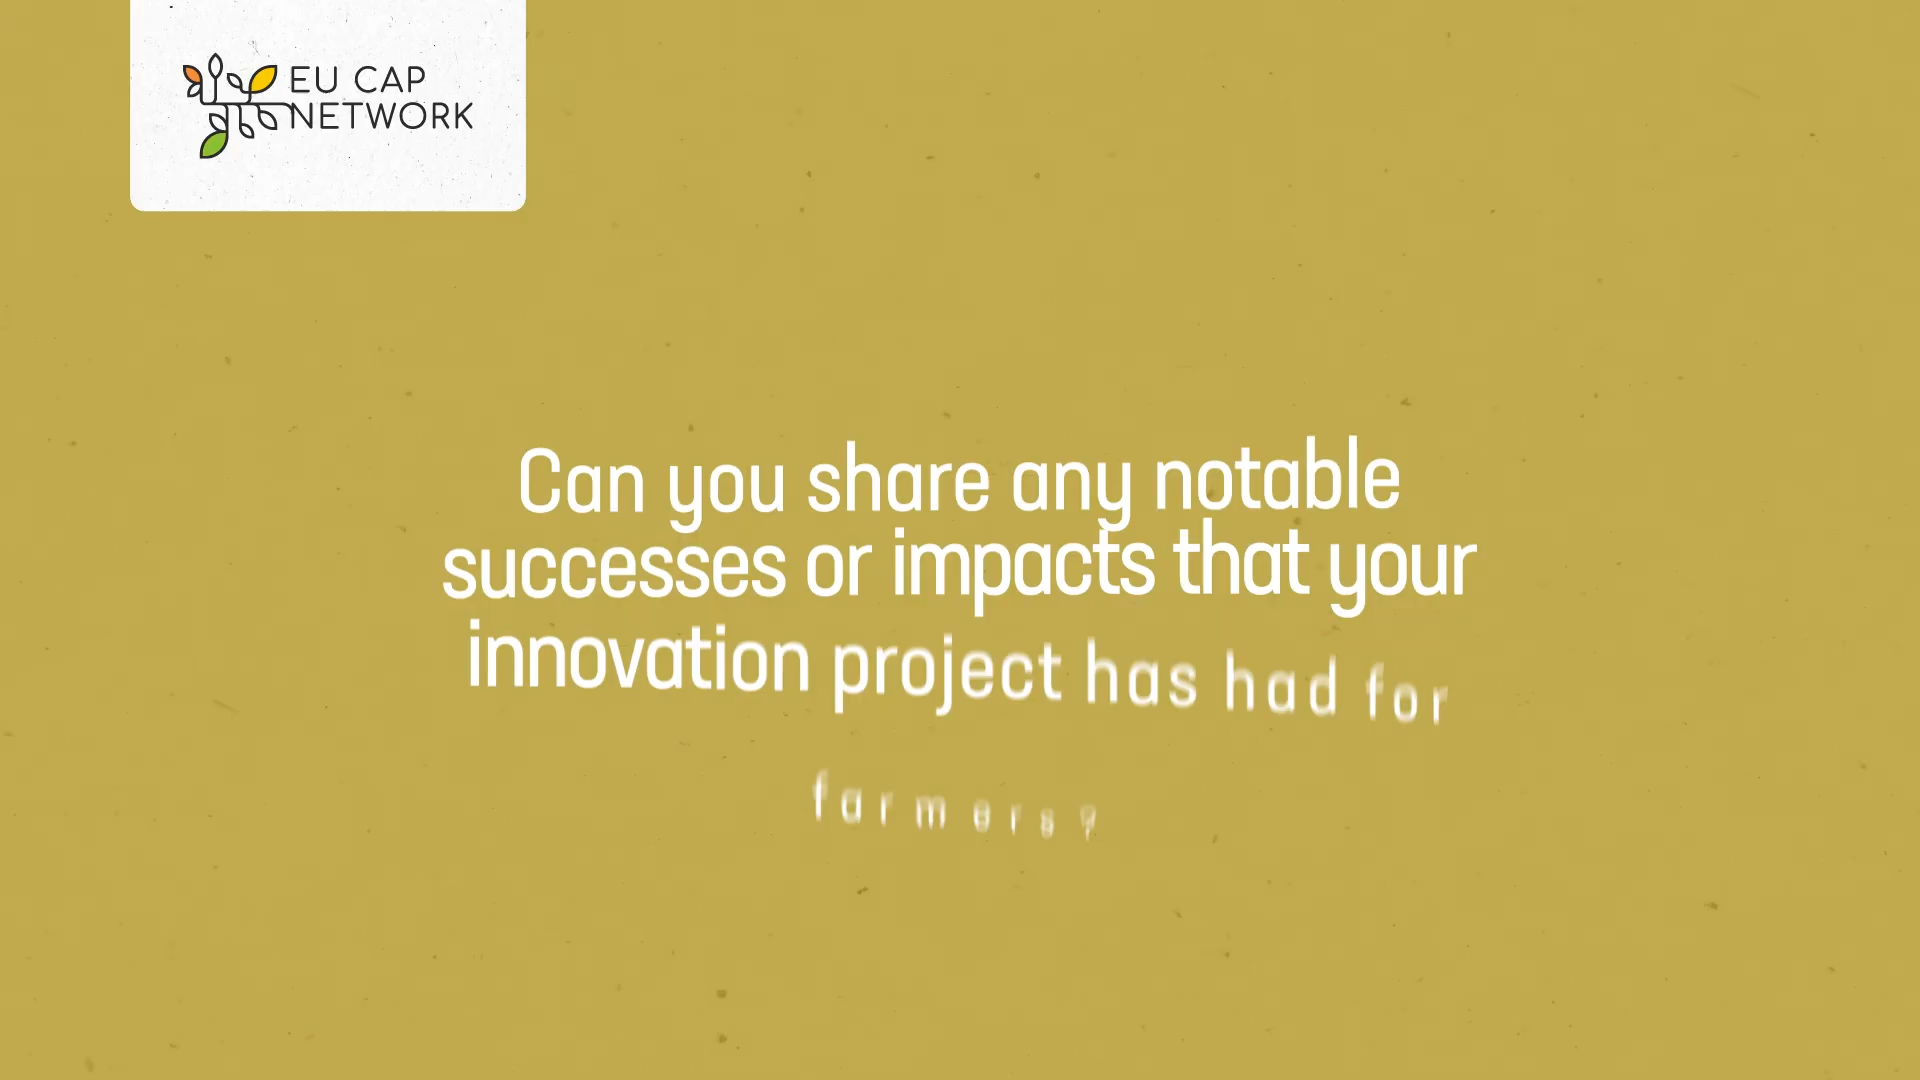 EU CAP
NETWORK
Can you share any notable
successes or impacts that your
innovation project has had for
farmers?